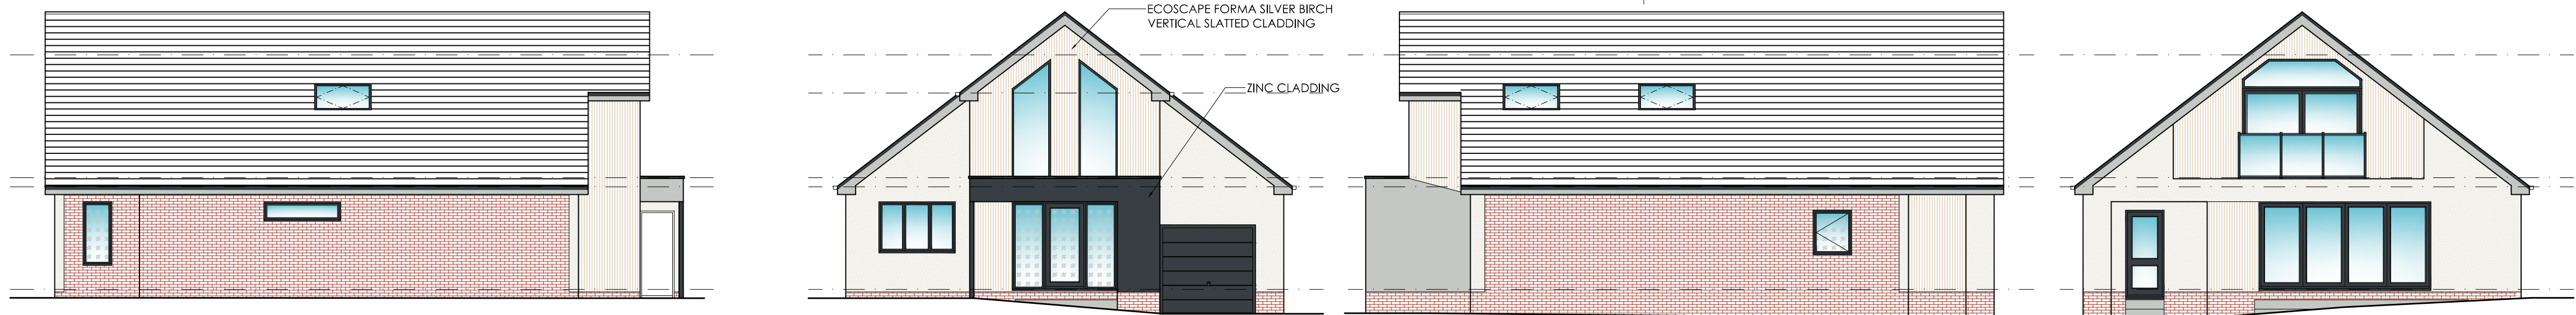 ECOSCAPE FORMA SILVER BIRCH
VERTICAL SLATTED CLADDING
ZINC CLADDING